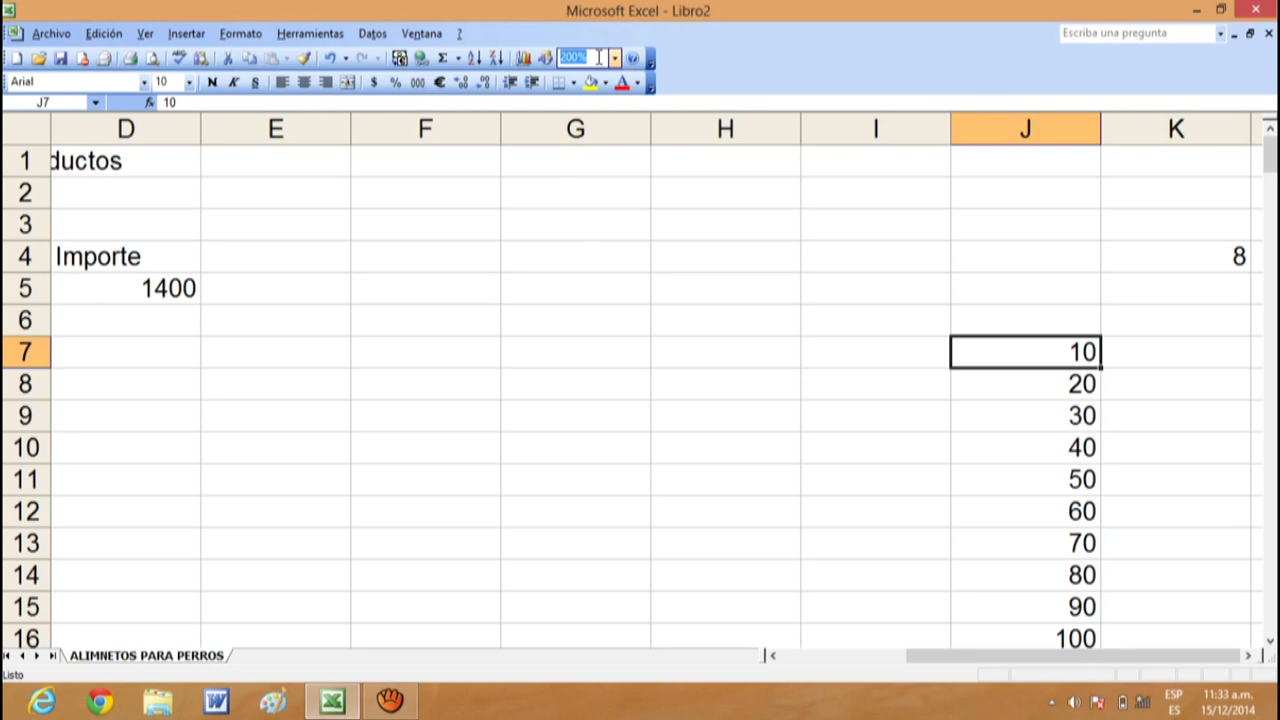 Microsoft Excel - Libro2
Archivo Edición Ver Insertar Formato Herramientas Datos Ventana ? Escriba una pregunta
200%
Arial 10 N K S $ % 000 €
J7 fx 10
D E F G H I J K
1 ductos
2
3
4 Importe 8
5 1400
6
7 10
8 20
9 30
10 40
11 50
12 60
13 70
14 80
15 90
16 100
ALIMNETOS PARA PERROS
Listo
ESP 11:33 a.m.
ES 15/12/2014